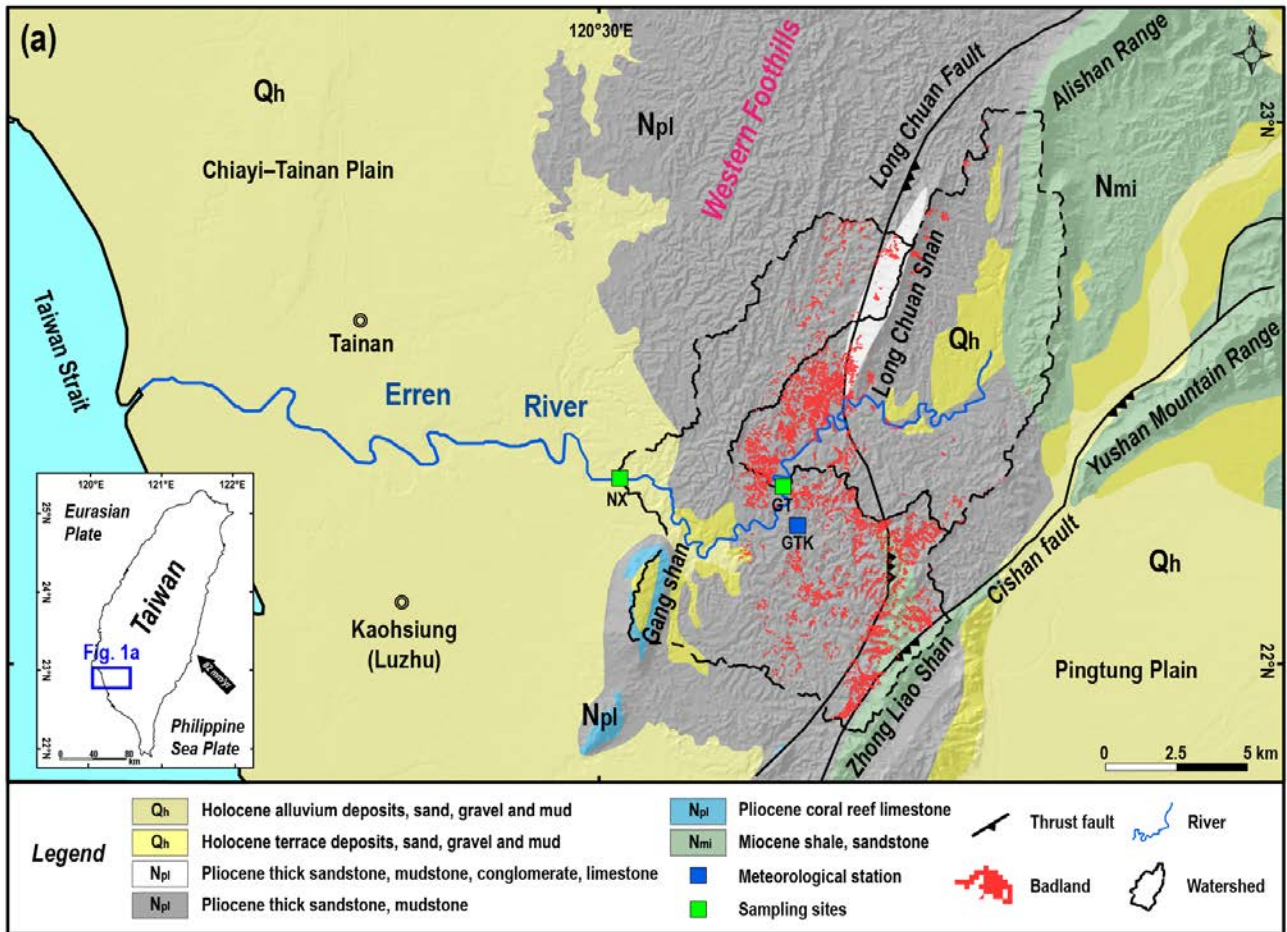 (a)
120°30'E
N
Qh
Npl
Western Foothills
Long Chuan Fault
Alishan Range
23°N
Chiayi–Tainan Plain
Nmi
Long Chuan Shan
Taiwan Strait
Tainan
Qh
Yushan Mountain Range
Erren River
NX
GT
GTK
Cishan fault
Qh
Gang shan
Kaohsiung
(Luzhu)
Pingtung Plain
22°N
Npl
Zhong Liao Shan
0 2.5 5 km
120°E 121°E 122°E
Eurasian
Plate
25°N
24°N
23°N
22°N
Taiwan
Fig. 1a
82 mm/yr
Philippine
Sea Plate
0 40 80
km
Legend
Qh Holocene alluvium deposits, sand, gravel and mud
Qh Holocene terrace deposits, sand, gravel and mud
Npl Pliocene thick sandstone, mudstone, conglomerate, limestone
Npl Pliocene thick sandstone, mudstone
Npl Pliocene coral reef limestone
Nmi Miocene shale, sandstone
Meteorological station
Sampling sites
Thrust fault
River
Badland
Watershed